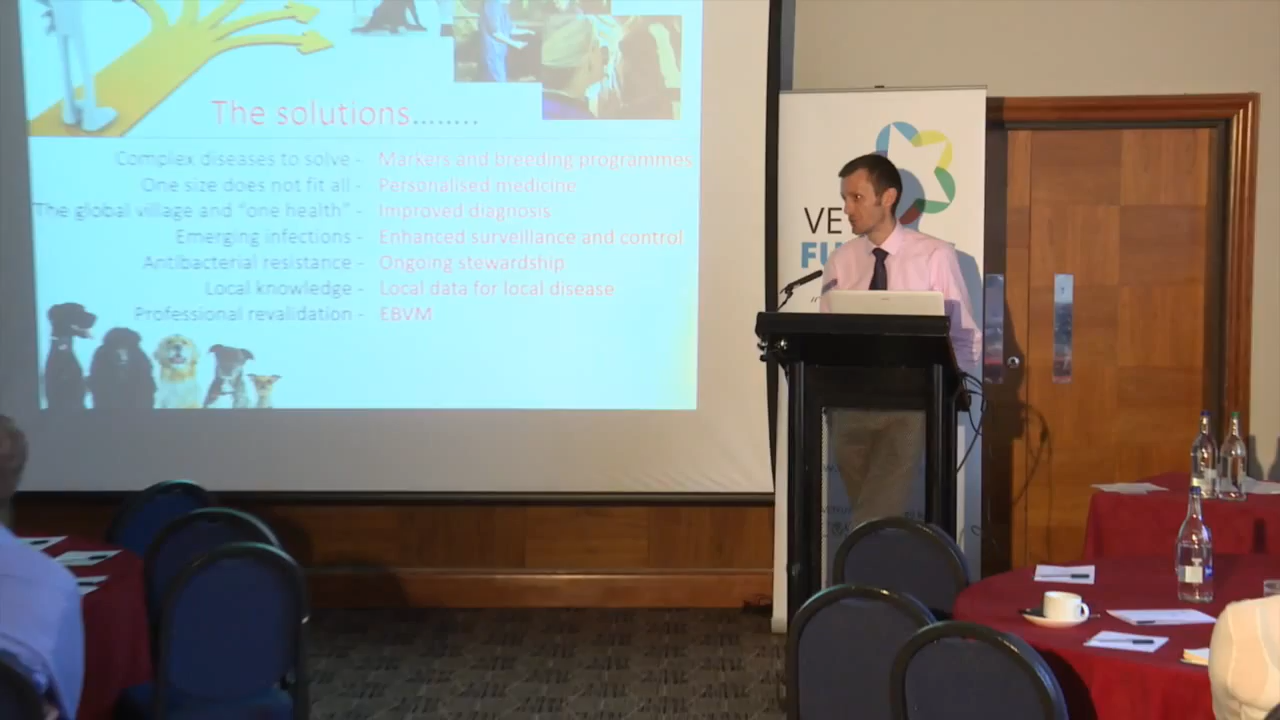 The solutions........
Complex diseases to solve - Markers and breeding programmes
One size does not fit all - Personalised medicine
The global village and "one health" - Improved diagnosis
Emerging infections - Enhanced surveillance and control
Antibacterial resistance - Ongoing stewardship
Local knowledge - Local data for local disease
Professional revalidation - EBVM
VE
FU